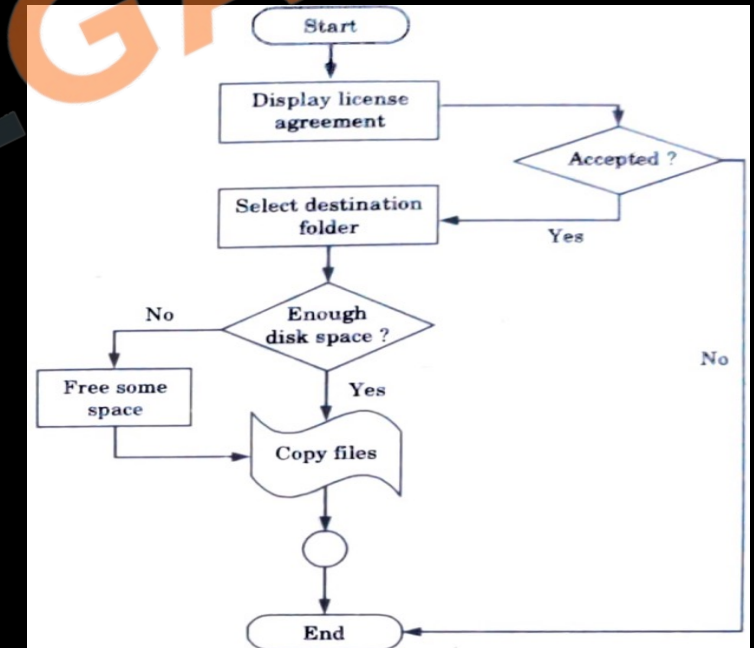 Start
Display license
agreement
Accepted ?
Select destination
folder
Yes
Enough
disk space ?
No
Free some
space
Yes
No
Copy files
End